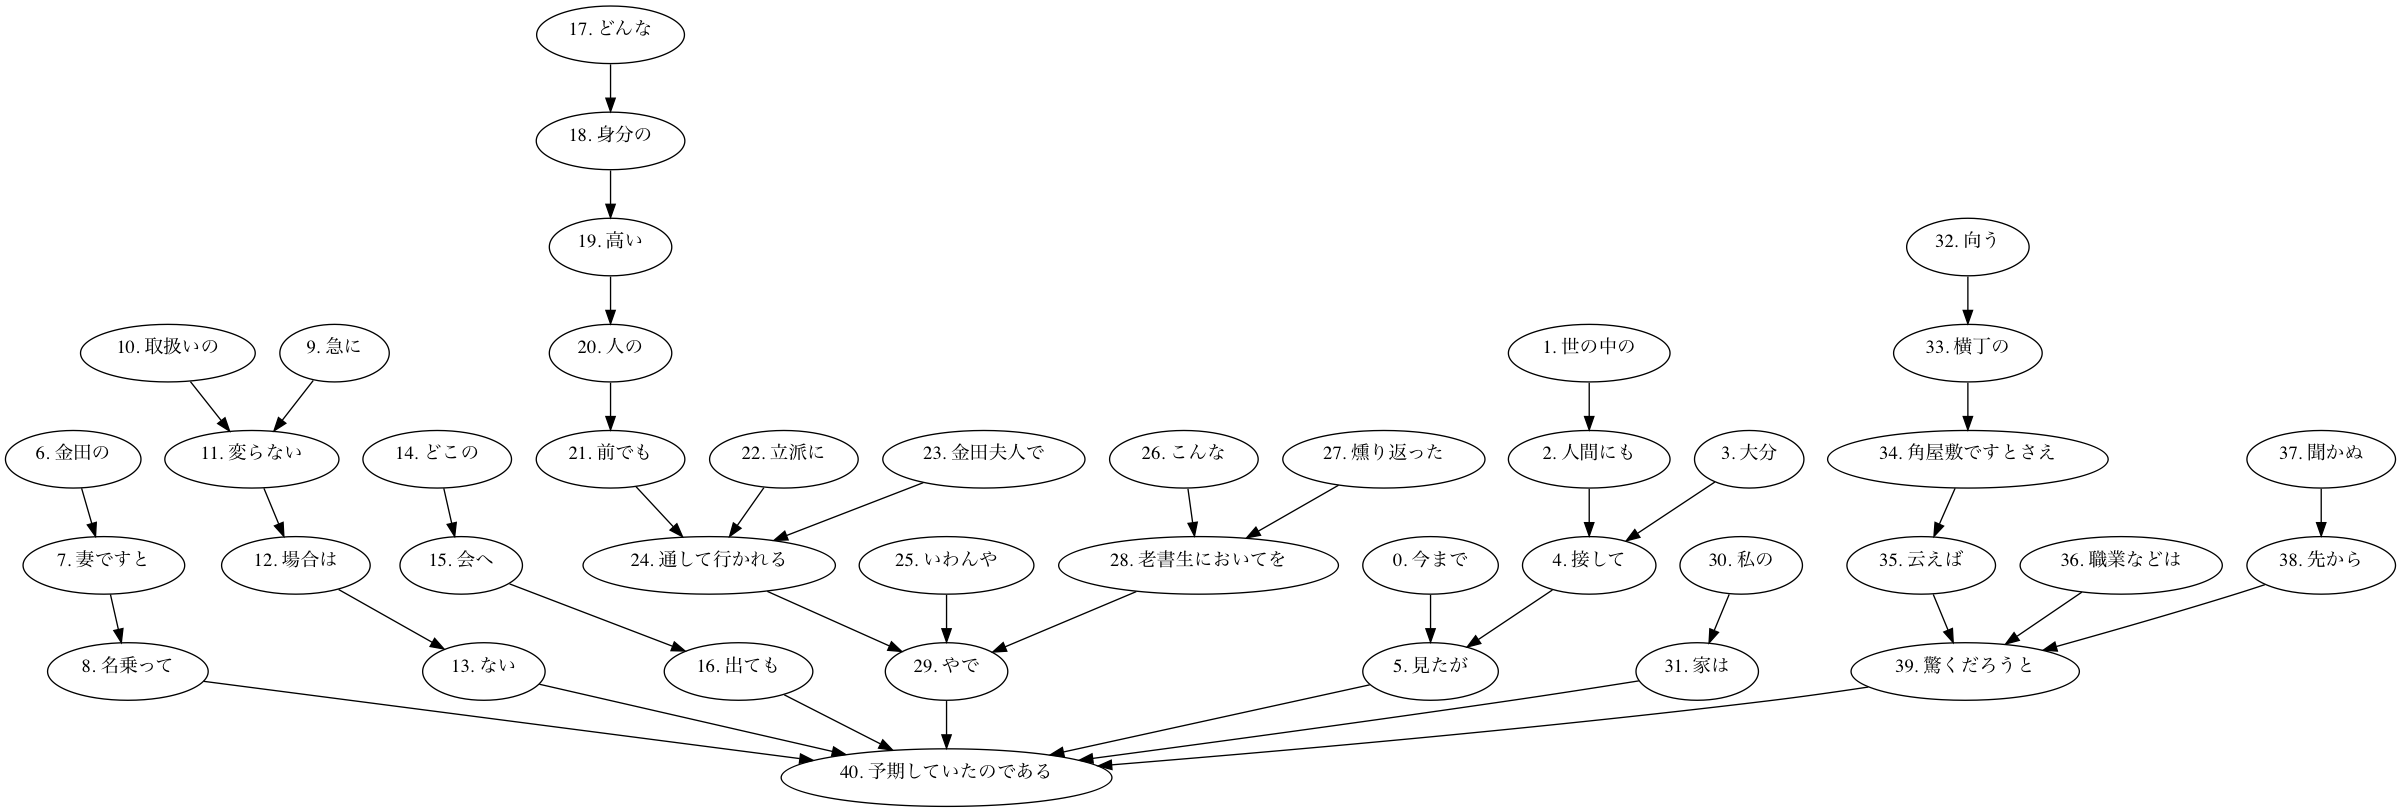 17. どんな
18. 身分の
19. 高い
32. 向う
10. 取扱いの
9. 急に
20. 人の
1. 世の中の
33. 横丁の
6. 金田の
11. 変らない
14. どこの
21. 前でも
22. 立派に
23. 金田夫人で
26. こんな
27. 燻り返った
2. 人間にも
3. 大分
34. 角屋敷ですとさえ
37. 聞かぬ
7. 妻ですと
12. 場合は
15. 会へ
24. 通して行かれる
25. いわんや
28. 老書生においてを
0. 今まで
4. 接して
30. 私の
35. 云えば
36. 職業などは
38. 先から
8. 名乗って
13. ない
16. 出ても
29. やで
5. 見たが
31. 家は
39. 驚くだろうと
40. 予期していたのである